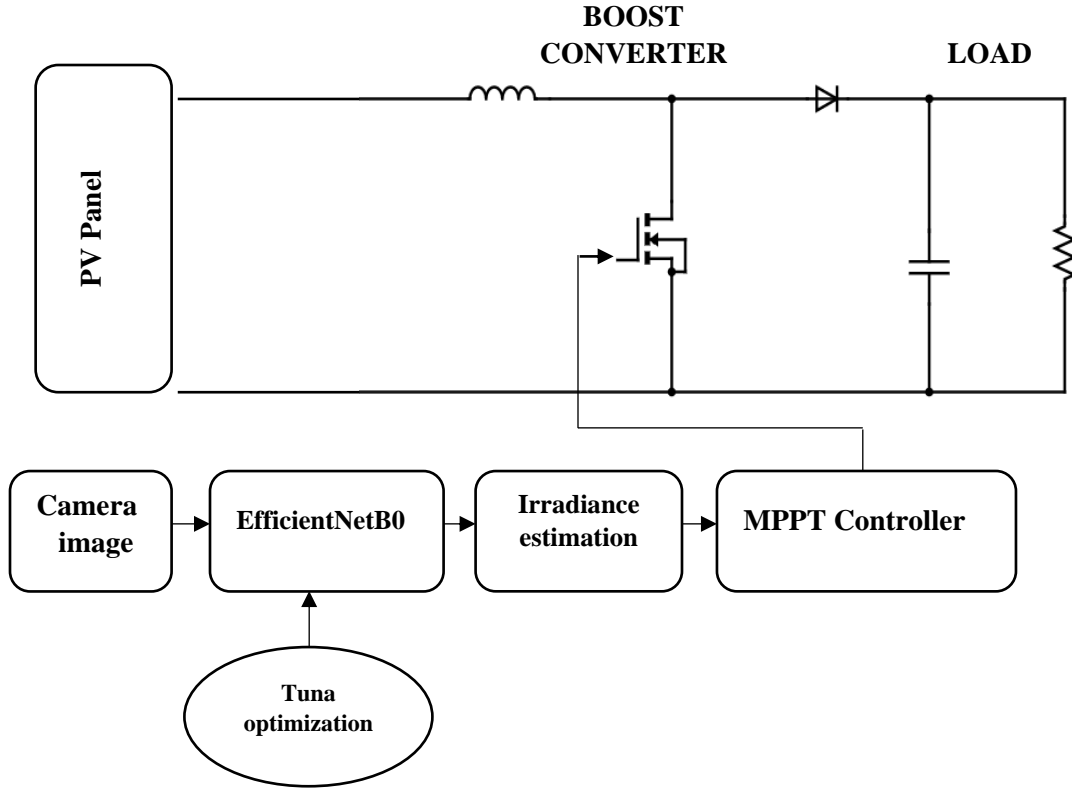 BOOST
CONVERTER
LOAD
PV Panel
Camera
image
EfficientNetB0
Irradiance
estimation
MPPT Controller
Tuna
optimization